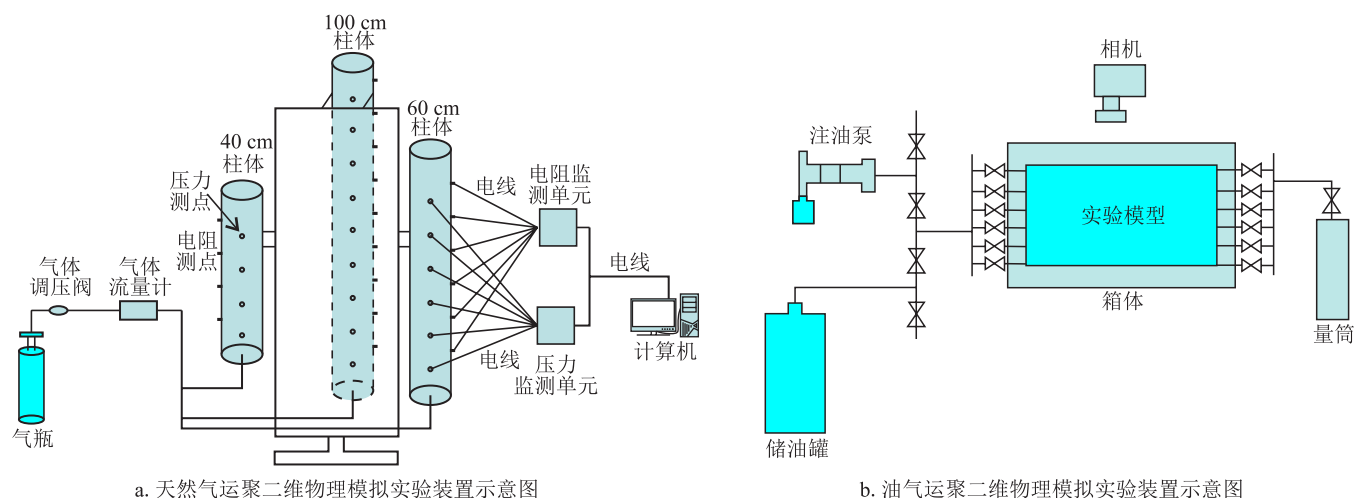 100 cm
柱体
60 cm
柱体
40 cm
柱体
压力
测点
电阻
测点
气体
调压阀
气体
流量计
气瓶
电线
电阻监
测单元
电线
计算机
电线
压力
监测单元
a. 天然气运聚二维物理模拟实验装置示意图
相机
注油泵
实验模型
箱体
量筒
储油罐
b. 油气运聚二维物理模拟实验装置示意图